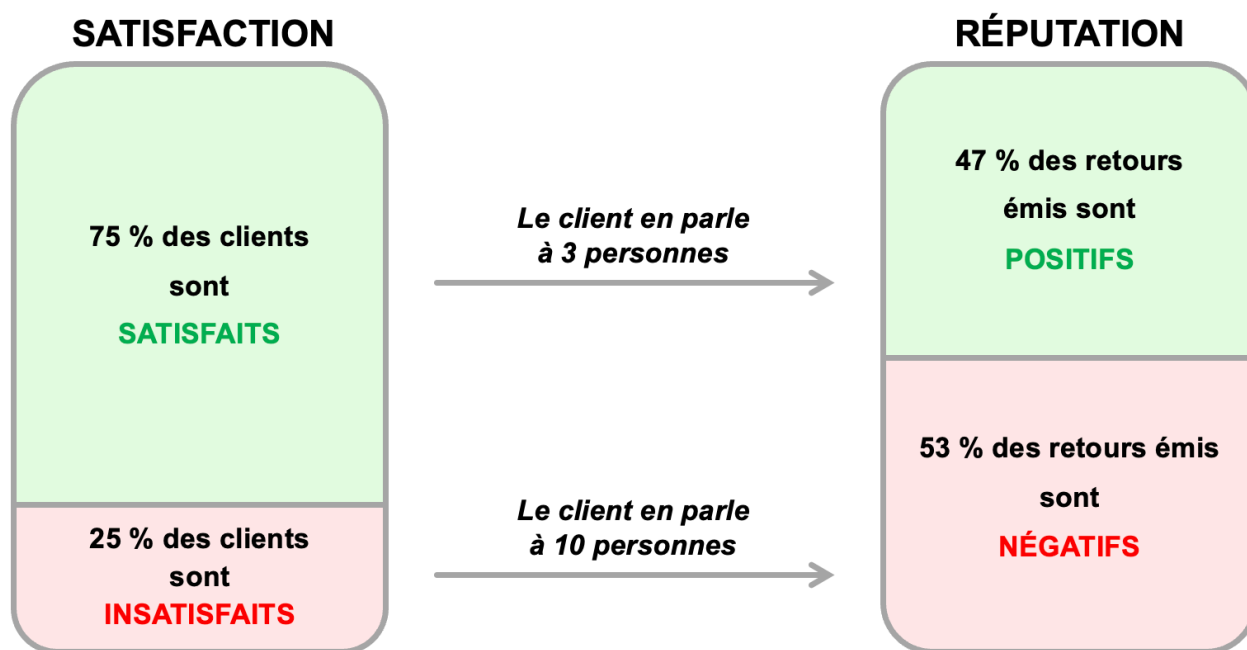 SATISFACTION
75 % des clients
sont
SATISFAITS
25 % des clients
sont
INSATISFAITS
Le client en parle
à 3 personnes
Le client en parle
à 10 personnes
RÉPUTATION
47 % des retours
émis sont
POSITIFS
53 % des retours émis
sont
NÉGATIFS